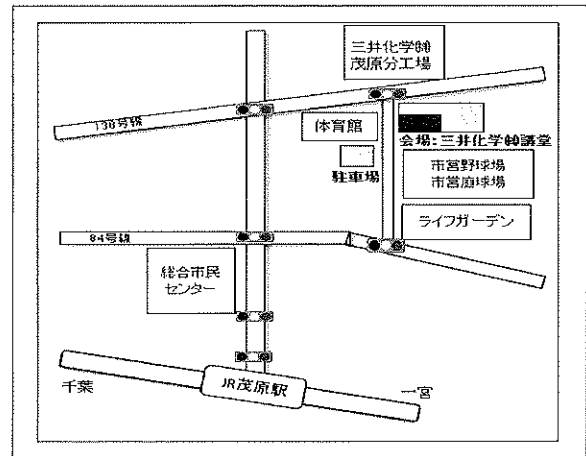 三井化学㈱
茂原分工場
138号線
体育館
会場:三井化学㈱講堂
駐車場
市営野球場
市営庭球場
ライフガーデン
84号線
総合市民
センター
千葉
JR茂原駅
一宮